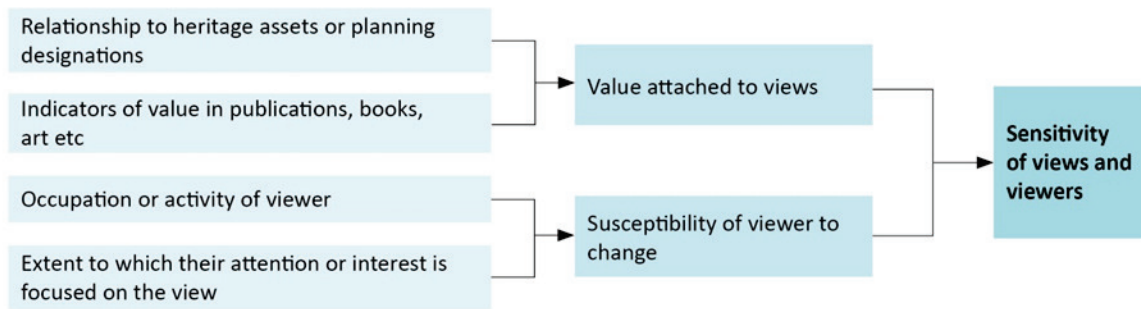 Relationship to heritage assets or planning
designations
Indicators of value in publications, books,
art etc
Value attached to views
Occupation or activity of viewer
Extent to which their attention or interest is
focused on the view
Susceptibility of viewer to
change
Sensitivity
of views and
viewers